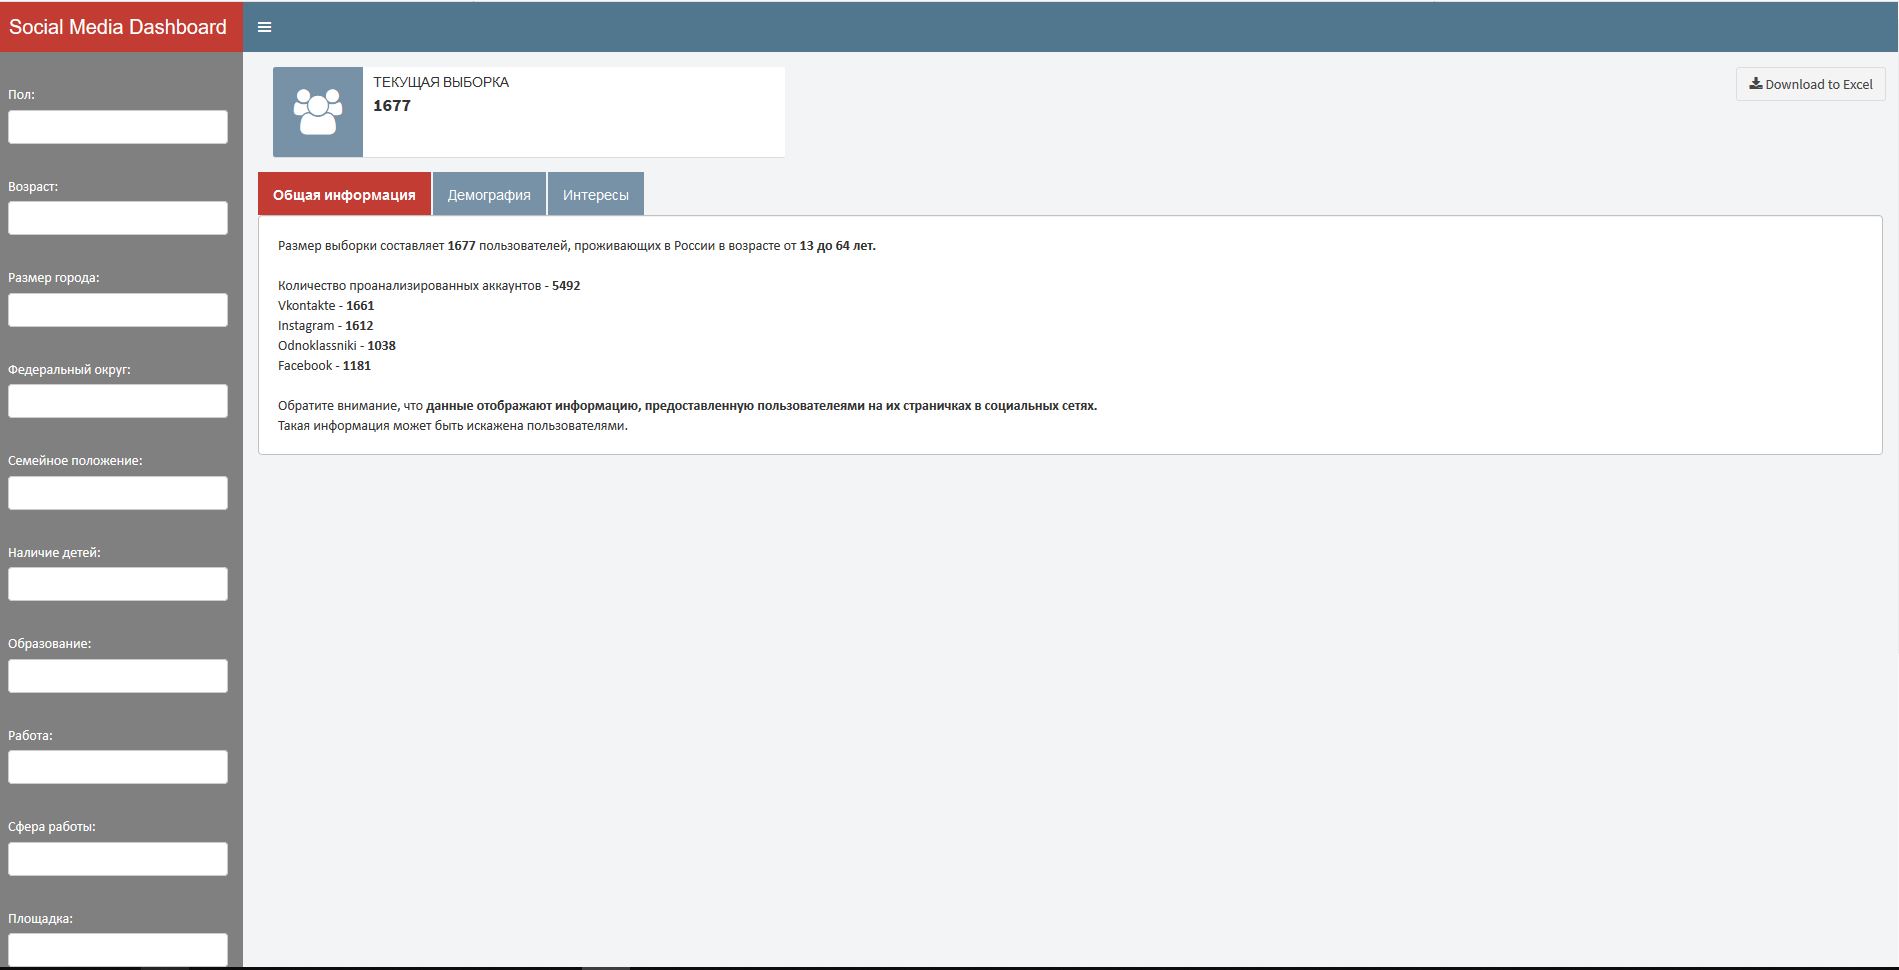 Social Media Dashboard
Пол:
Возраст:
Размер города:
Федеральный округ:
Семейное положение:
Наличие детей:
Образование:
Работа:
Сфера работы:
Площадка:
ТЕКУЩАЯ ВЫБОРКА
1677
Download to Excel
Общая информация
Демография
Интересы
Размер выборки составляет 1677 пользователей, проживающих в России в возрасте от 13 до 64 лет.
Количество проанализированных аккаунтов - 5492
Vkontakte - 1661
Instagram - 1612
Odnoklassniki - 1038
Facebook - 1181
Обратите внимание, что данные отображают информацию, предоставленную пользователеями на их страничках в социальных сетях.
Такая информация может быть искажена пользователями.